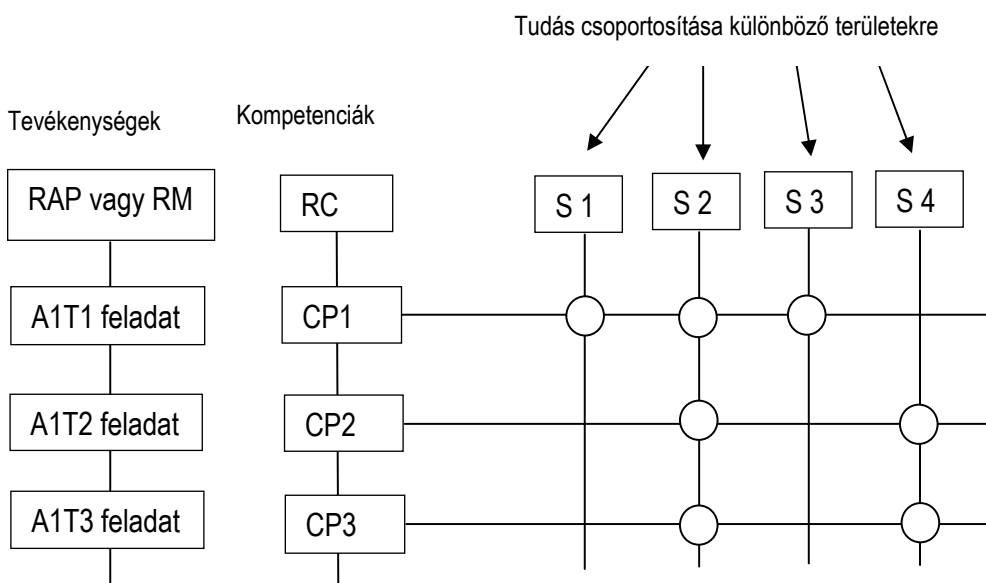 Tudás csoportosítása különböző területekre
Tevékenységek
Kompetenciák
RAP vagy RM
RC
S 1
S 2
S 3
S 4
A1T1 feladat
CP1
A1T2 feladat
CP2
A1T3 feladat
CP3